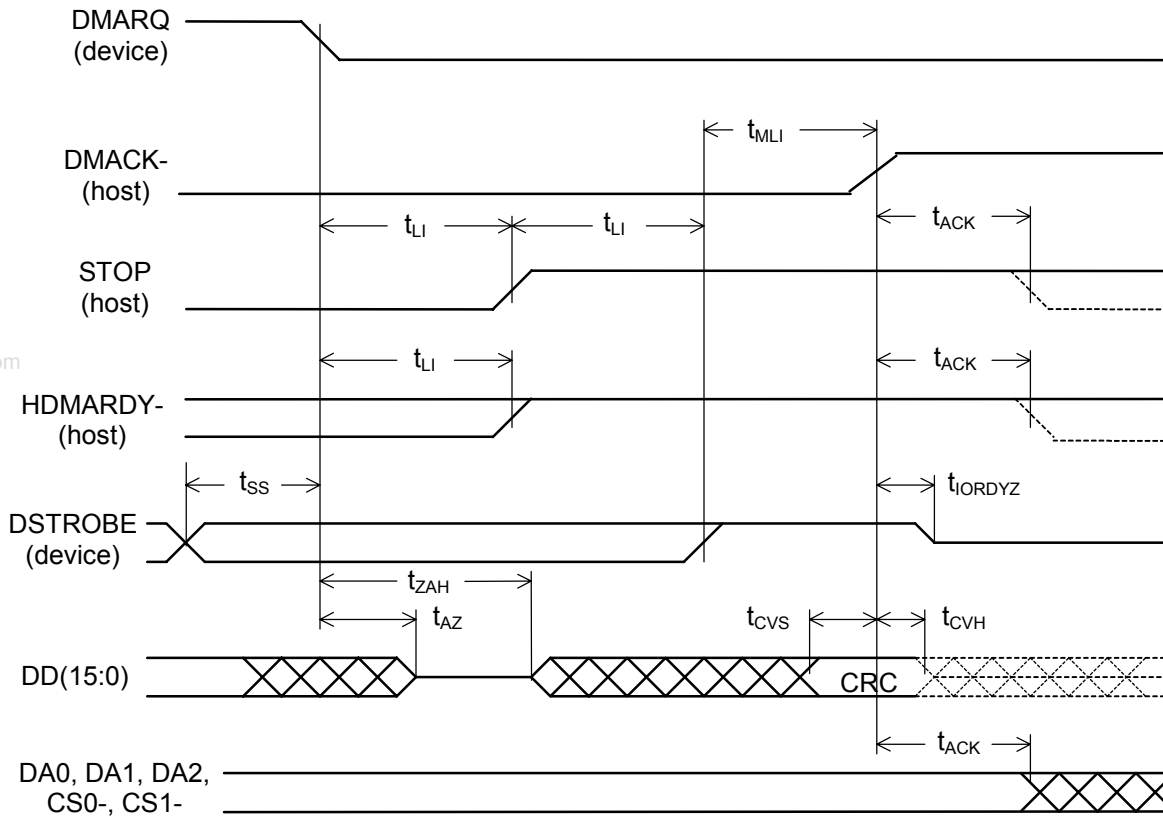 DMARQ
(device)
tMLI
DMACK-
(host)
tLI
tLI
tACK
STOP
(host)
om
tLI
tACK
HDMARDY-
(host)
tSS
tIORDYZ
DSTROBE
(device)
tZAH
tAZ
tCVS
tCVH
DD(15:0)
CRC
tACK
DA0, DA1, DA2,
CS0-, CS1-